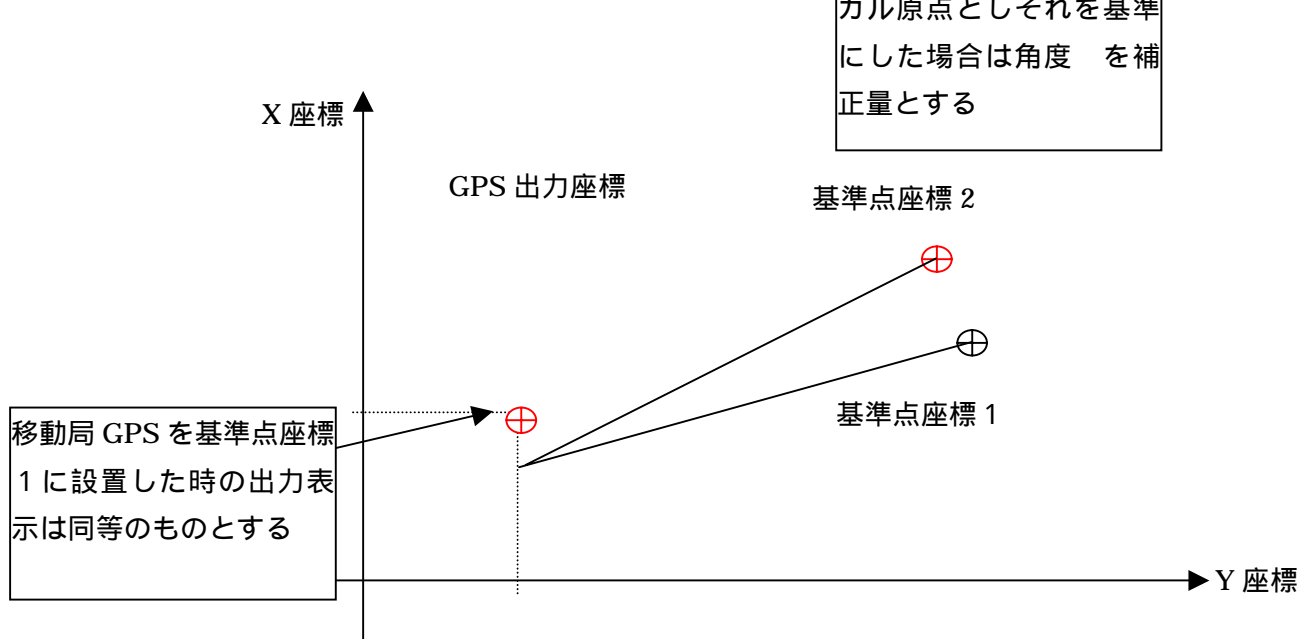 カル原点としそれを基準
にした場合は角度　を補
正量とする
X 座標
GPS 出力座標
基準点座標 2
基準点座標 1
移動局 GPS を基準点座標
1 に設置した時の出力表
示は同等のものとする
Y 座標